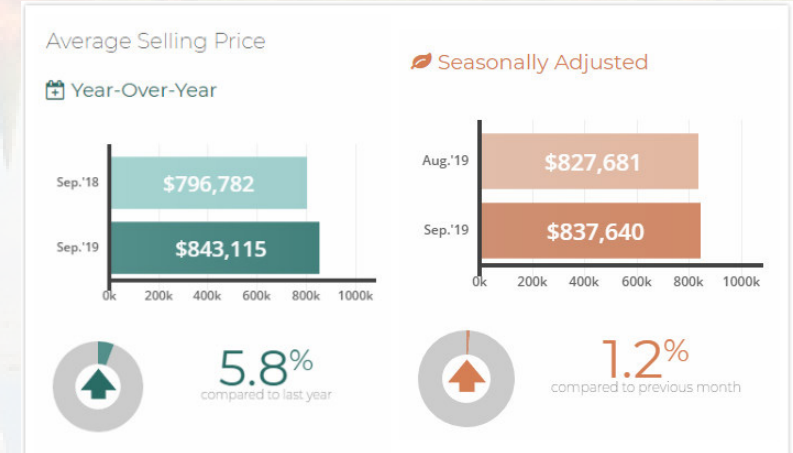 Average Selling Price
Year-Over-Year
Sep.'18
$796,782
Sep.'19
$843,115
0k 200k 400k 600k 800k 1000k
5.8%
compared to last year
Seasonally Adjusted
Aug.'19
$827,681
Sep.'19
$837,640
0k 200k 400k 600k 800k 1000k
1.2%
compared to previous month